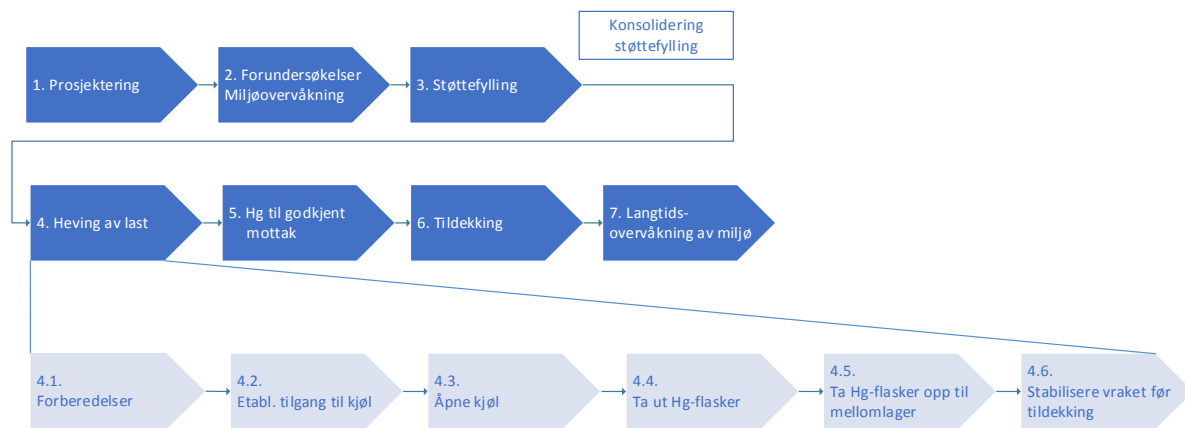 Konsolidering
støttefylling
1. Prosjektering
2. Forundersøkelser
Miljøovervåkning
3. Støttefylling
4. Heving av last
5. Hg til godkjent
mottak
6. Tildekking
7. Langtids-
overvåkning av miljø
4.1.
Forberedelser
4.2.
Etabl. tilgang til kjøl
4.3.
Åpne kjøl
4.4.
Ta ut Hg-flasker
4.5.
Ta Hg-flasker opp til
mellomlager
4.6.
Stabilisere vraket før
tildekking